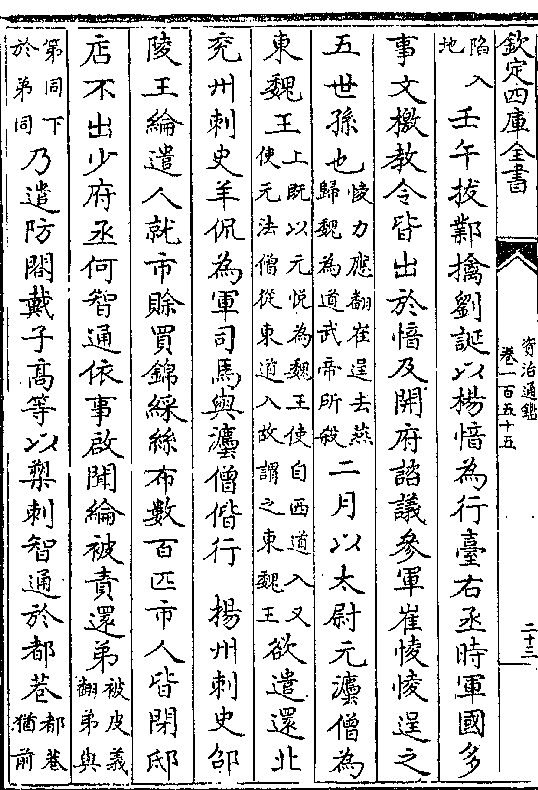 欽定四庫全書
資治通鑑
卷一百五十五
二十三
陷入地壬午拔鄴擒劉誕以楊愔為行臺右丞時軍國多
事文檄教令皆出於愔及開府諮議參軍崔㥄㥄逞之
五世孫也㥄力應翻崔逞去燕歸魏為道武帝所殺二月以太尉元灋僧為
東魏王上既以元悅為魏王使自西道入又使元法僧從東道入故謂之東魏王欲遣還北
兗州刺史羊侃為軍司馬與灋僧偕行 揚州刺史邵
陵王綸遣人就市賒買錦綵絲布數百匹市人皆閉邸
店不出少府丞何智通依事啟聞綸被責還弟被皮義翻弟與
第同下於弟同乃遣防閤戴子高等以槊刺智通於都巷都巷猶前